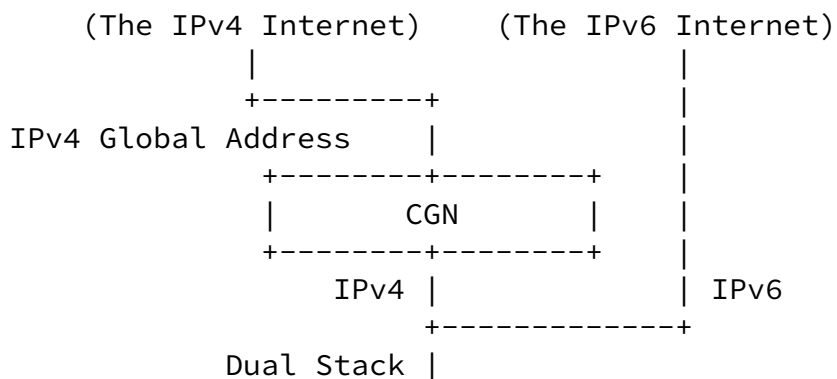 (The IPv4 Internet) (The IPv6 Internet)
IPv4 Global Address
CGN
IPv4 IPv6
Dual Stack